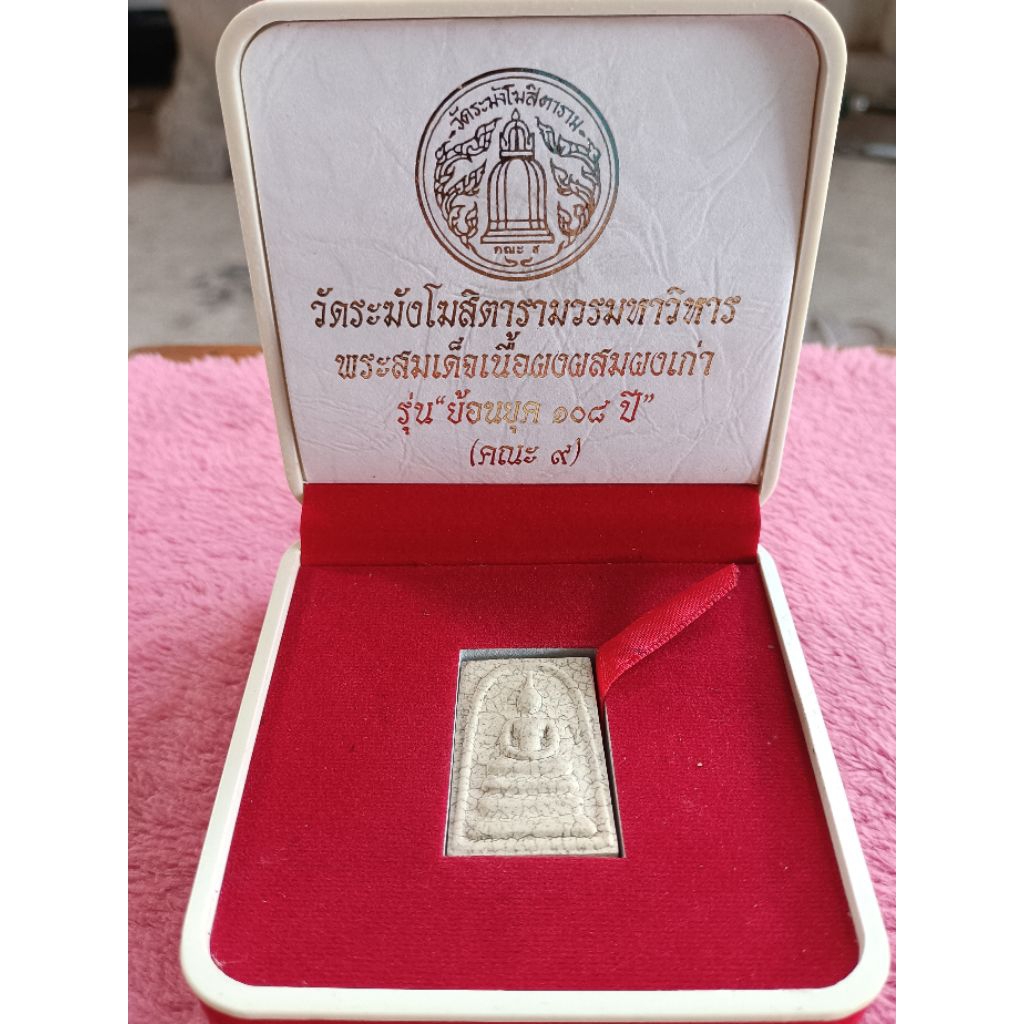 วัดระฆังโฆสิตาราม
คณะ ๙
วัดระฆังโฆสิตารามวรมหาวิหาร
พระสมเด็จเนื้อผงผสมผงเก่า
รุ่น“ย้อนยุค ๑๐๘ ปี”
(คณะ ๙)